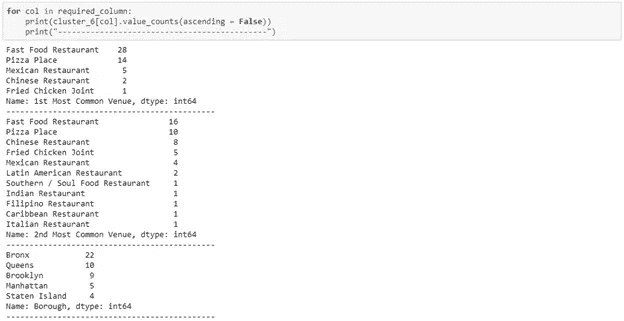 for col in required_column:
    print(cluster_6[col].value_counts(ascending = False))
    print("---------------------------------------------")
Fast Food Restaurant    28
Pizza Place    14
Mexican Restaurant    5
Chinese Restaurant    2
Fried Chicken Joint    1
Name: 1st Most Common Venue, dtype: int64
---------------------------------------------
Fast Food Restaurant    16
Pizza Place    10
Chinese Restaurant    8
Fried Chicken Joint    5
Mexican Restaurant    4
Latin American Restaurant    2
Southern / Soul Food Restaurant    1
Indian Restaurant    1
Filipino Restaurant    1
Caribbean Restaurant    1
Italian Restaurant    1
Name: 2nd Most Common Venue, dtype: int64
---------------------------------------------
Bronx    22
Queens    10
Brooklyn    9
Manhattan    5
Staten Island    4
Name: Borough, dtype: int64
---------------------------------------------